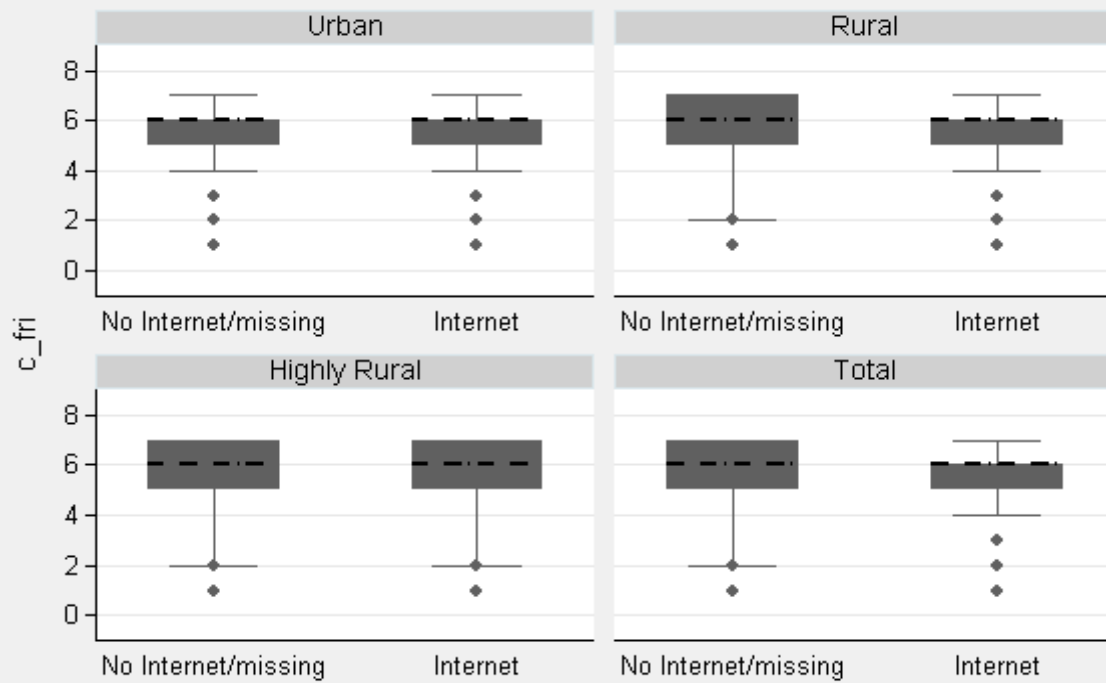 Urban
Rural
8
6
4
2
0
No Internet/missing
Internet
No Internet/missing
Internet
c_fri
Highly Rural
Total
8
6
4
2
0
No Internet/missing
Internet
No Internet/missing
Internet